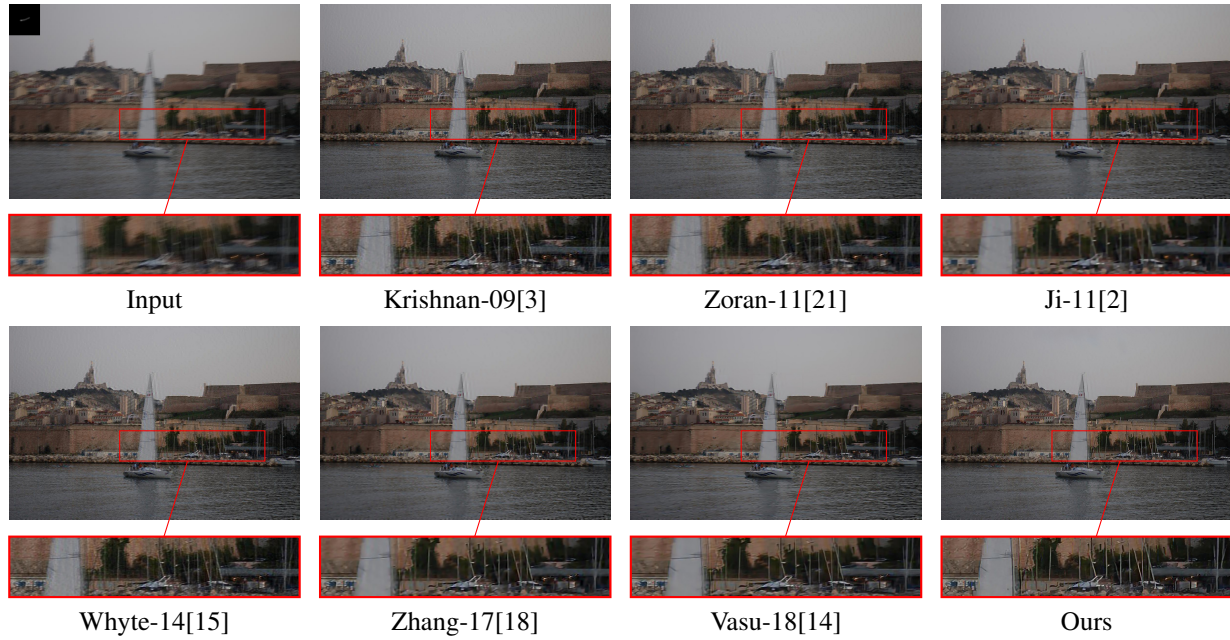 Input
Krishnan-09[3]
Zoran-11[21]
Ji-11[2]
Whyte-14[15]
Zhang-17[18]
Vasu-18[14]
Ours